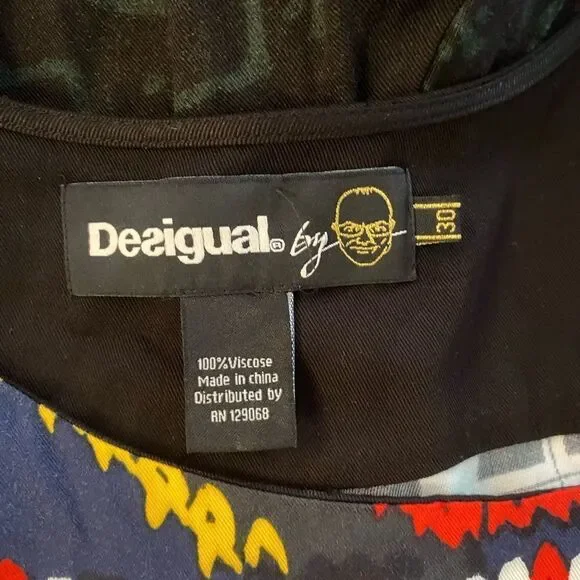 Desigual® by
30
100%Viscose
Made in china
Distributed by
RN 129068